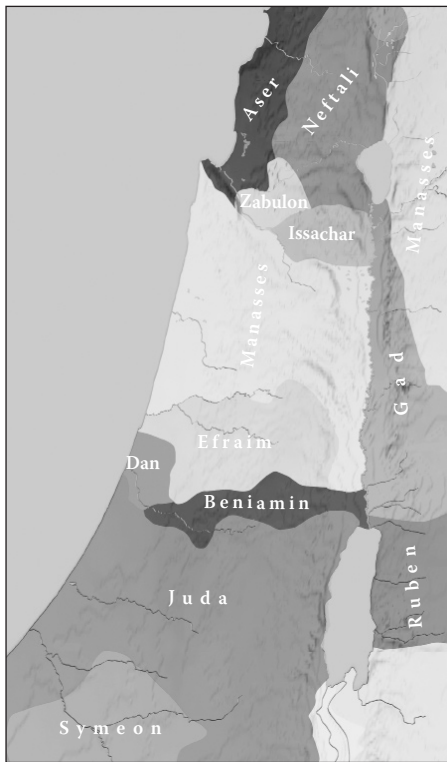 Aser
Neftali
Manasses
Zabulon
Issachar
Manasses
Gad
Efraim
Dan
Beniamin
Juda
Ruben
Symeon